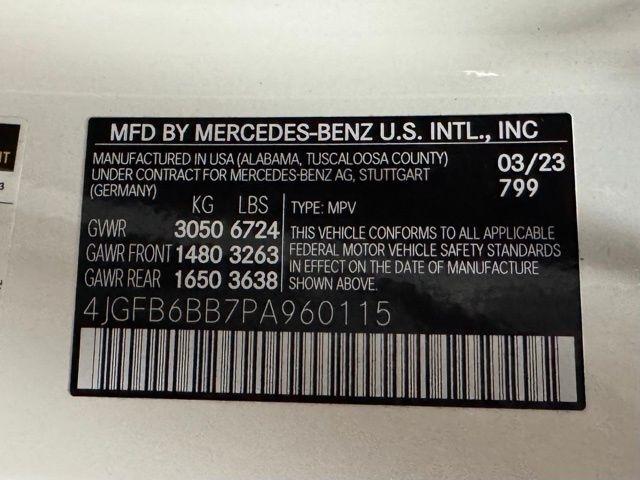 MFD BY MERCEDES-BENZ U.S. INTL., INC
MANUFACTURED IN USA (ALABAMA, TUSCALOOSA COUNTY)
UNDER CONTRACT FOR MERCEDES-BENZ AG, STUTTGART
(GERMANY)
03/23
799
KG LBS
GVWR 3050 6724
GAWR FRONT 1480 3263
GAWR REAR 1650 3638
TYPE: MPV
THIS VEHICLE CONFORMS TO ALL APPLICABLE
FEDERAL MOTOR VEHICLE SAFETY STANDARDS
IN EFFECT ON THE DATE OF MANUFACTURE
SHOWN ABOVE.
4JGFB6BB7PA960115